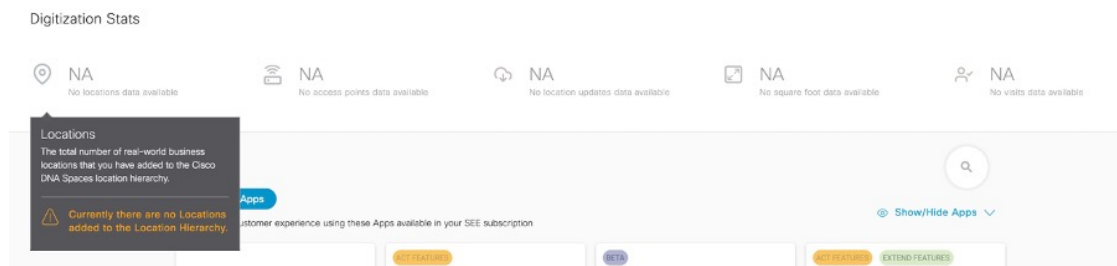 Digitization Stats
NA
No locations data available
NA
No access points data available
NA
No location updates data available
NA
No square foot data available
NA
No visits data available
Locations
The total number of real-world business
locations that you have added to the Cisco
DNA Spaces location hierarchy.
Currently there are no Locations
added to the Location Hierarchy.
Apps
ustomer experience using these Apps available in your SEE subscription
Show/Hide Apps
ACT FEATURES
BETA
ACT FEATURES
EXTEND FEATURES